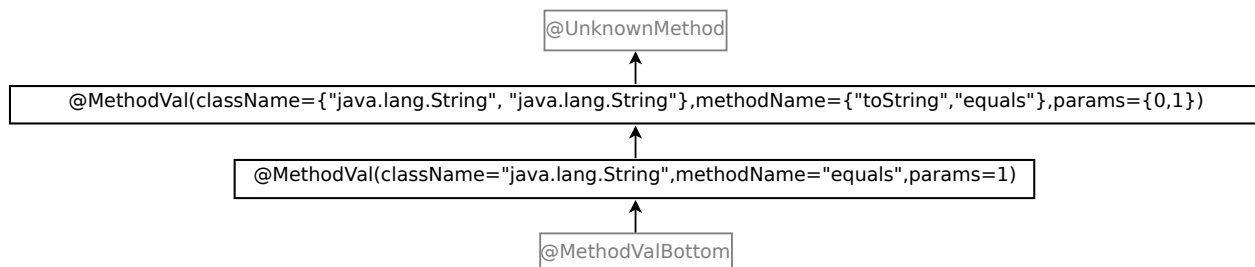 @UnknownMethod
@MethodVal(className={"java.lang.String", "java.lang.String"},methodName={"toString","equals"},params={0,1})
@MethodVal(className="java.lang.String",methodName="equals",params=1)
@MethodValBottom